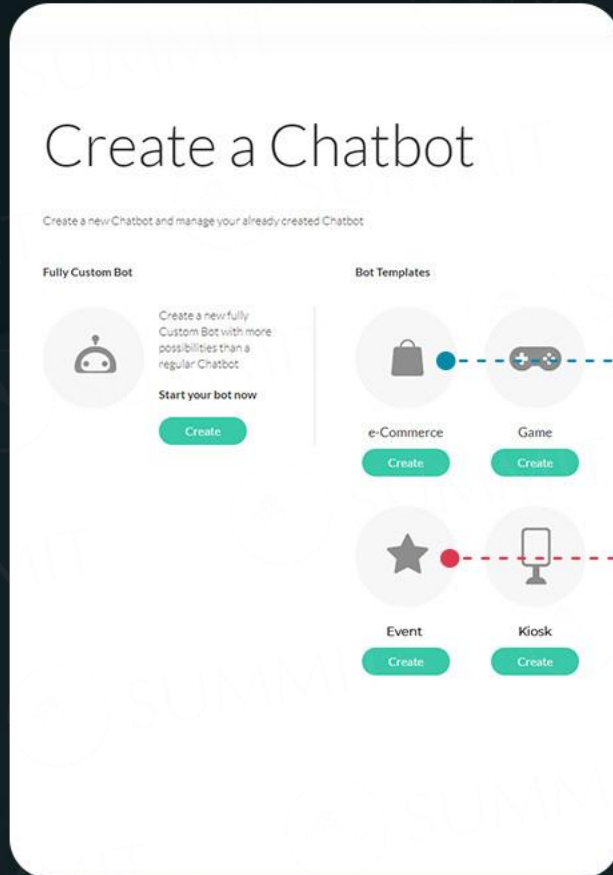 Create a Chatbot
Create a new Chatbot and manage your already created Chatbot
Fully Custom Bot
Create a new fully
Custom Bot with more
possibilities than a
regular Chatbot
Start your bot now
Create
Bot Templates
e-Commerce
Game
Create
Create
Event
Kiosk
Create
Create
SUMMIT